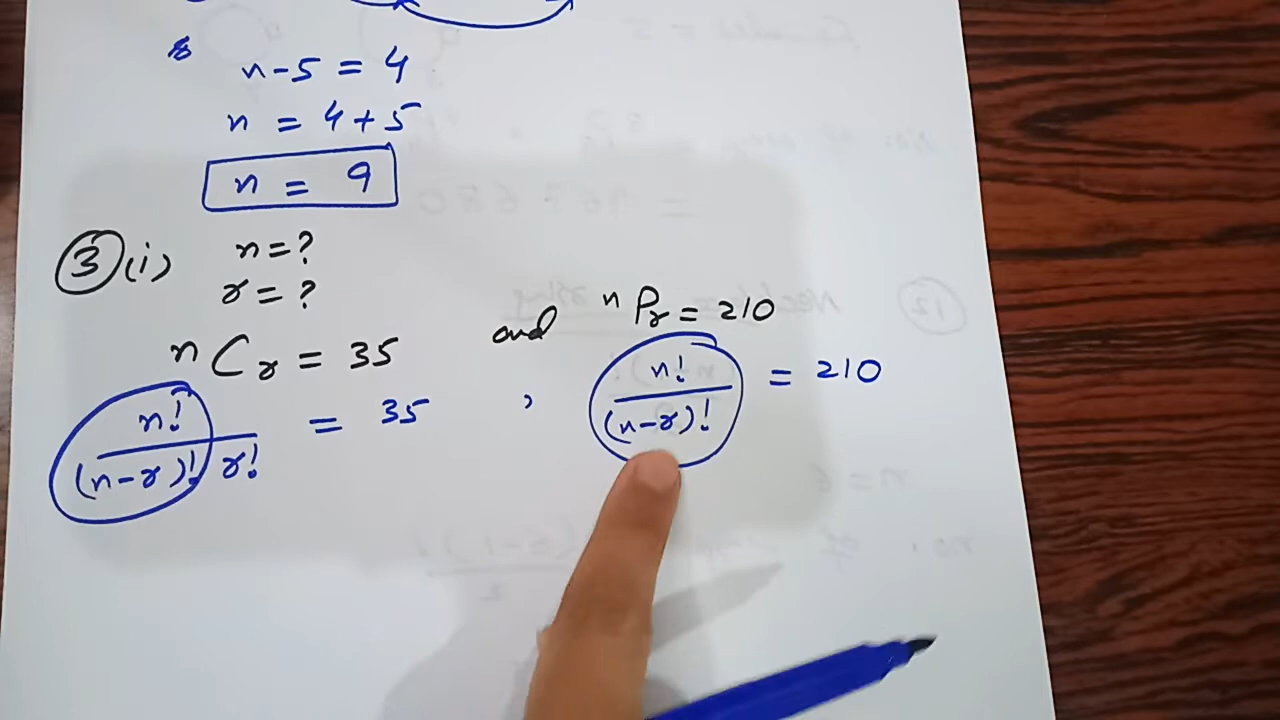 n-5 = 4
n = 4+5
n = 9
3 (i) n = ?
r = ?
nCr = 35 and nPr = 210
n!/(n-r)! r! = 35 , n!/(n-r)! = 210